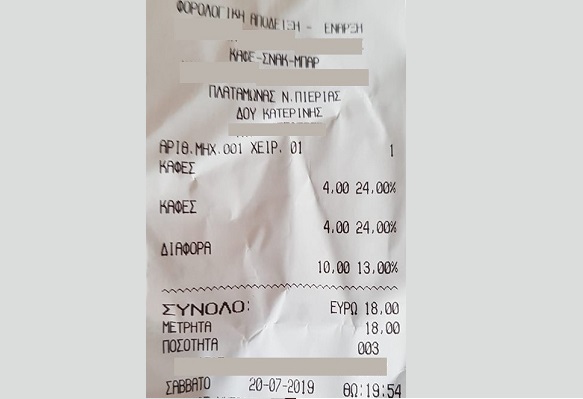 ΦΟΡΟΛΟΓΙΚΗ ΑΠΟΔΕΙΞΗ - ΕΝΑΡΞΗ
ΚΑΦΕ-ΣΝΑΚ-ΜΠΑΡ
ΠΛΑΤΑΜΩΝΑΣ Ν.ΠΙΕΡΙΑΣ
ΔΟΥ ΚΑΤΕΡΙΝΗΣ
ΑΡΙΘ.ΜΗΧ.001 ΧΕΙΡ. 01 1
ΚΑΦΕΣ
4,00 24,00%
ΚΑΦΕΣ
4,00 24,00%
ΔΙΑΦΟΡΑ
10,00 13,00%
ΣΥΝΟΛΟ: ΕΥΡΩ 18,00
ΜΕΤΡΗΤΑ 18,00
ΠΟΣΟΤΗΤΑ 003
ΣΑΒΒΑΤΟ 20-07-2019 ΘΩ:19:54